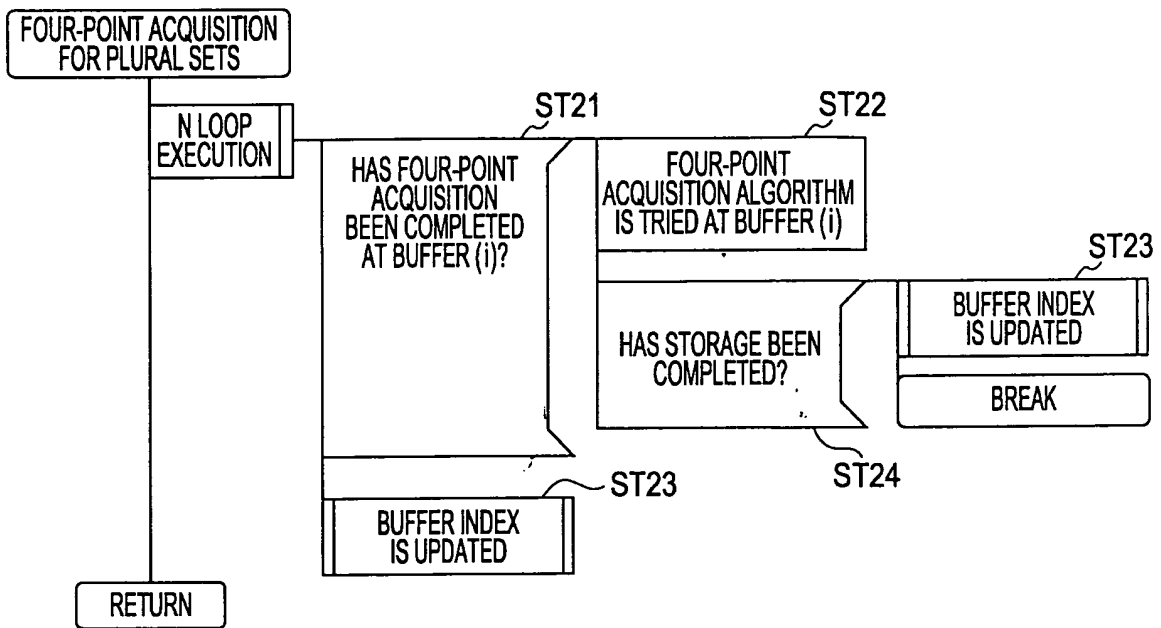 FOUR-POINT ACQUISITION
FOR PLURAL SETS
N LOOP
EXECUTION
ST21
HAS FOUR-POINT
ACQUISITION
BEEN COMPLETED
AT BUFFER (i)?
ST22
FOUR-POINT
ACQUISITION ALGORITHM
IS TRIED AT BUFFER (i)
ST23
BUFFER INDEX
IS UPDATED
HAS STORAGE BEEN
COMPLETED?
BREAK
ST24
ST23
BUFFER INDEX
IS UPDATED
RETURN